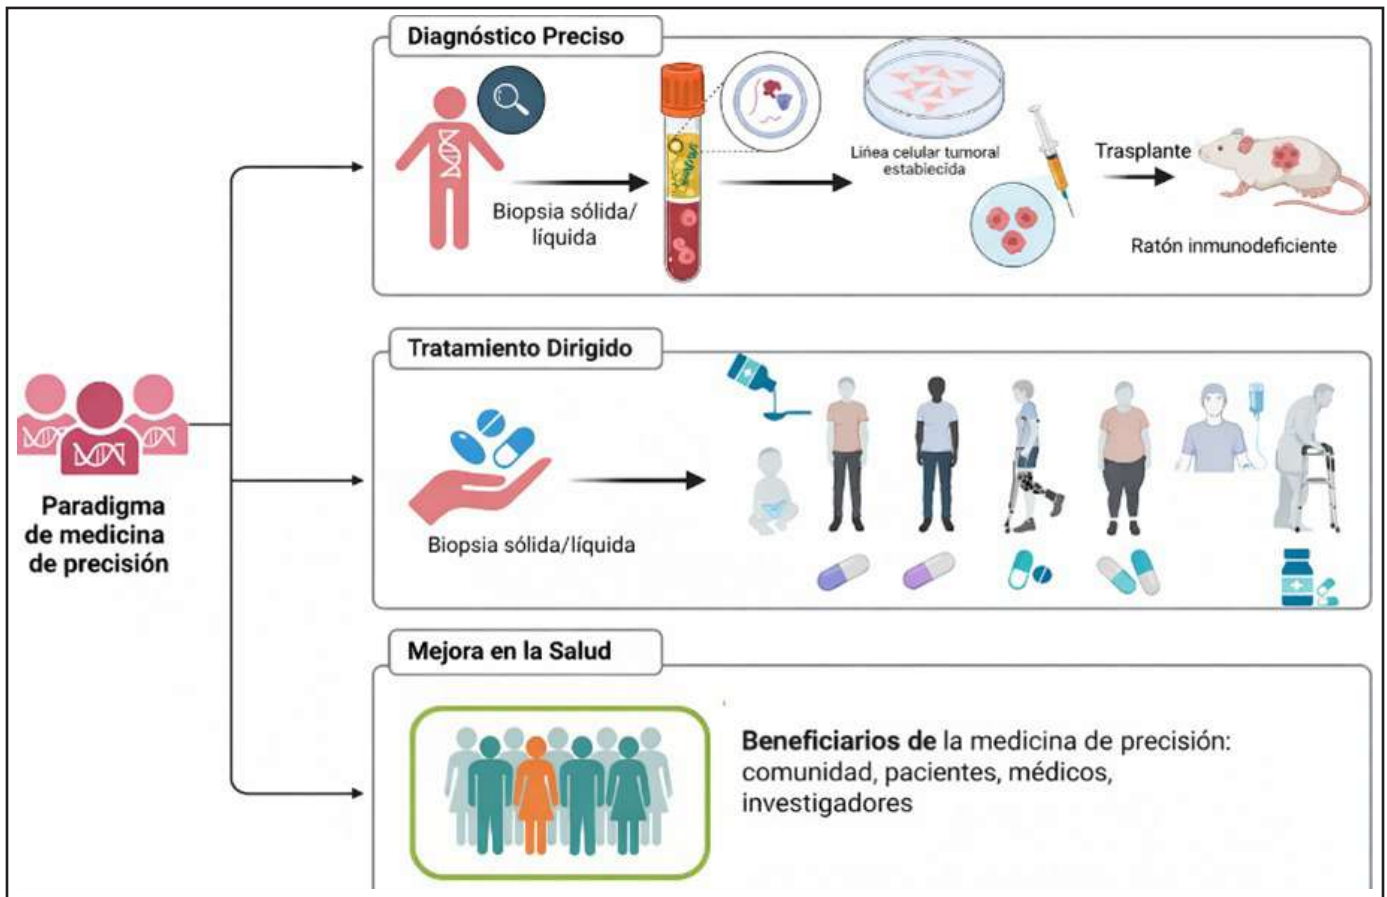 Diagnóstico Preciso
Biopsia sólida/
líquida
Línea celular tumoral
establecida
Trasplante
Ratón inmunodeficiente
Tratamiento Dirigido
Biopsia sólida/líquida
Paradigma
de medicina
de precisión
Mejora en la Salud
Beneficiarios de la medicina de precisión:
comunidad, pacientes, médicos,
investigadores